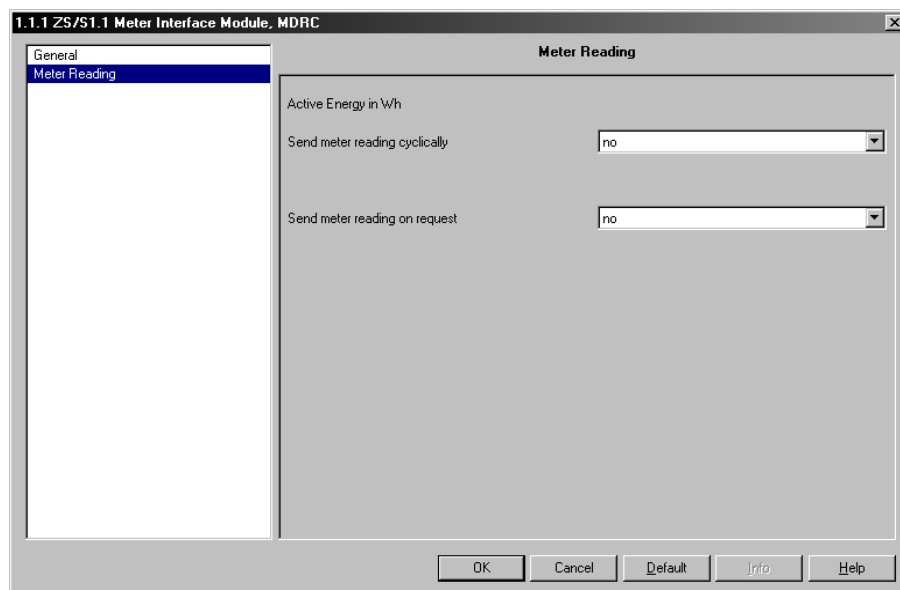 1.1.1 ZS/S1.1 Meter Interface Module, MDRC
General
Meter Reading
Meter Reading
Active Energy in Wh
Send meter reading cyclically no
Send meter reading on request no
OK Cancel Default Info Help